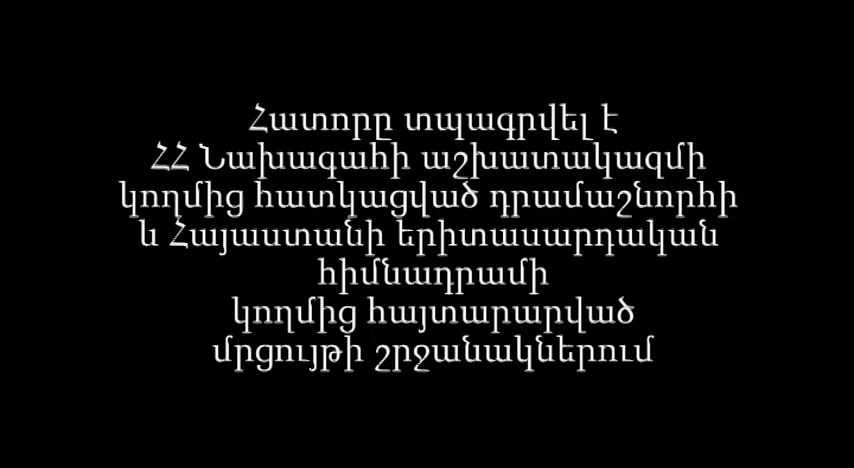 Հատորը տպագրվել է
ՀՀ Նախագահի աշխատակազմի
կողմից հատկացված դրամաշնորհի
և Հայաստանի երիտասարդական
հիմնադրամի
կողմից հայտարարված
մրցույթի շրջանակներում